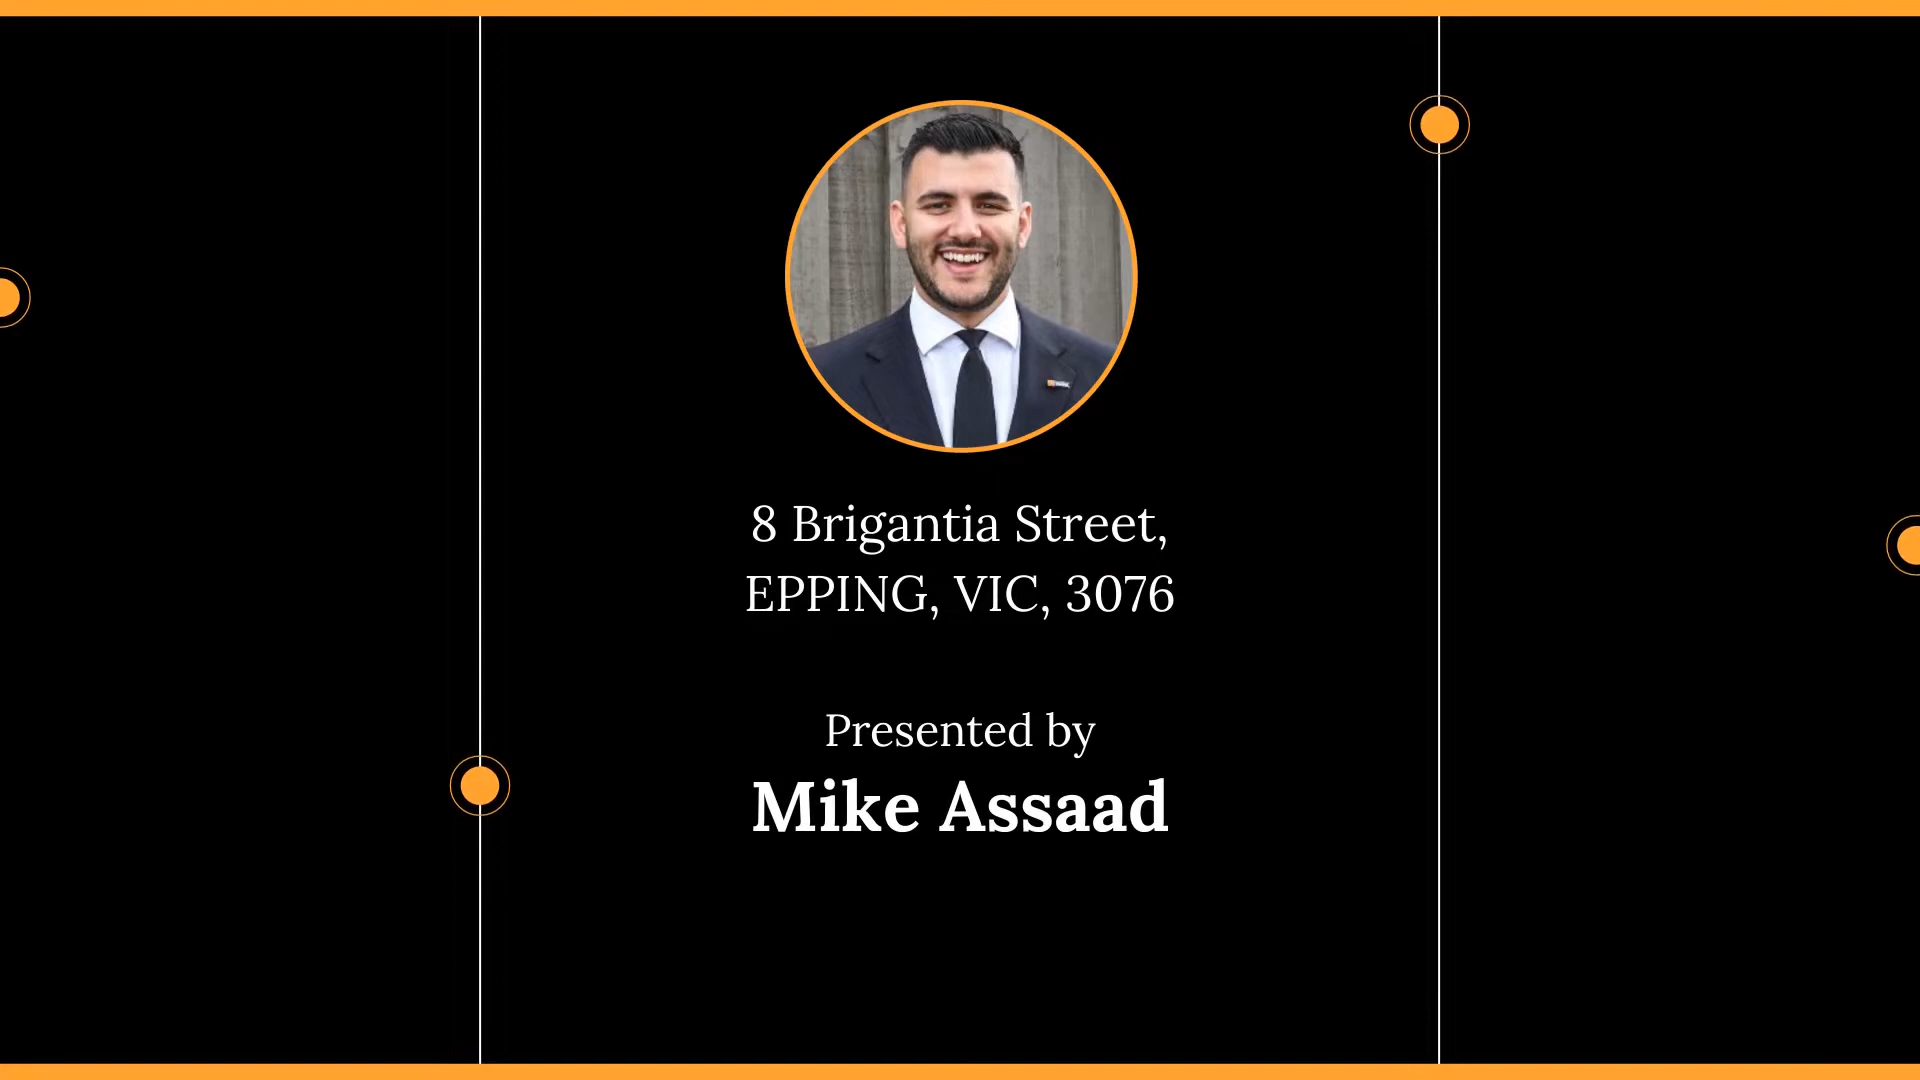 8 Brigantia Street,
EPPING, VIC, 3076
Presented by
Mike Assaad